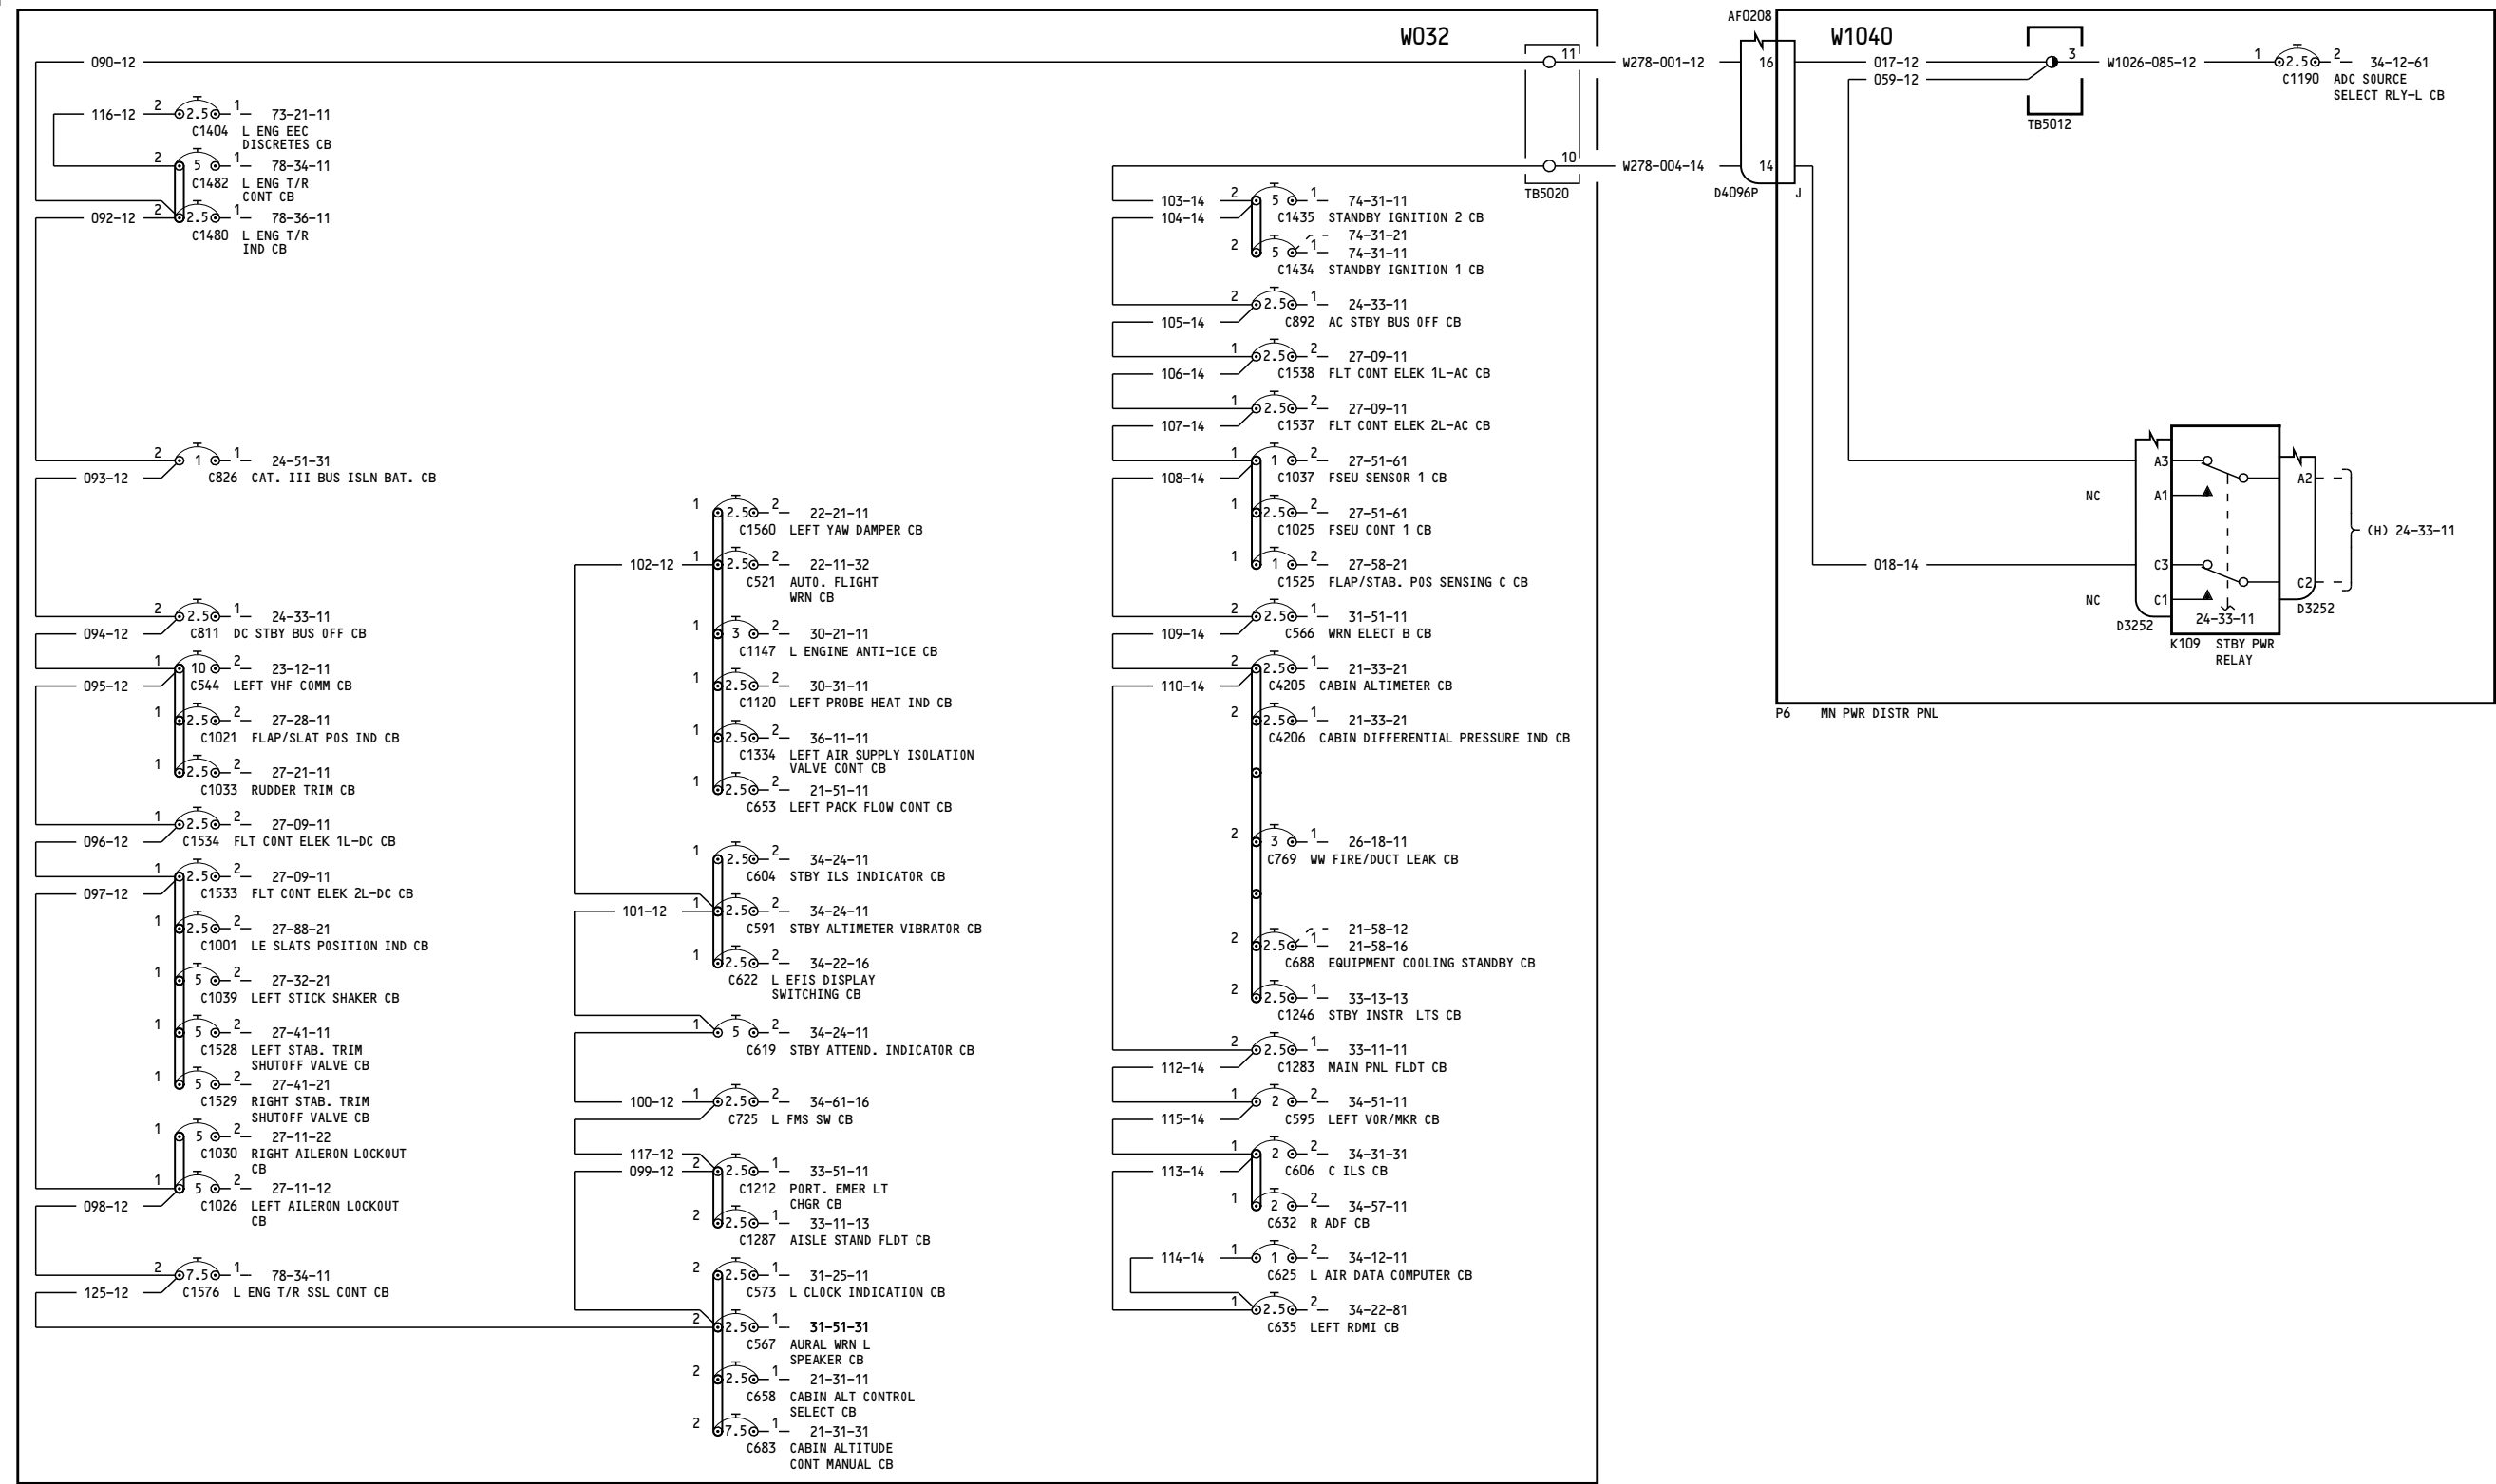 W032
090-12
116-12 2 2.5 1 73-21-11
C1404 L ENG EEC
DISCRETES CB
2 5 1 78-34-11
C1482 L ENG T/R
CONT CB
092-12 2 2.5 1 78-36-11
C1480 L ENG T/R
IND CB
2 1 1 24-51-31
093-12 C826 CAT. III BUS ISLN BAT. CB
2 2.5 1 24-33-11
094-12 C811 DC STBY BUS OFF CB
1 10 2 23-12-11
095-12 C544 LEFT VHF COMM CB
1 2.5 2 27-28-11
C1021 FLAP/SLAT POS IND CB
1 2.5 2 27-21-11
C1033 RUDDER TRIM CB
1 2.5 2 27-09-11
096-12 C1534 FLT CONT ELEK 1L-DC CB
1 2.5 2 27-09-11
097-12 C1533 FLT CONT ELEK 2L-DC CB
1 2.5 2 27-88-21
C1001 LE SLATS POSITION IND CB
1 5 2 27-32-21
C1039 LEFT STICK SHAKER CB
1 5 2 27-41-11
C1528 LEFT STAB. TRIM
SHUTOFF VALVE CB
1 5 2 27-41-21
C1529 RIGHT STAB. TRIM
SHUTOFF VALVE CB
1 5 2 27-11-22
C1030 RIGHT AILERON LOCKOUT
CB
1 5 2 27-11-12
098-12 C1026 LEFT AILERON LOCKOUT
CB
2 7.5 1 78-34-11
125-12 C1576 L ENG T/R SSL CONT CB
1 2.5 2 22-21-11
C1560 LEFT YAW DAMPER CB
102-12 1 2.5 2 22-11-32
C521 AUTO. FLIGHT
WRN CB
1 3 2 30-21-11
C1147 L ENGINE ANTI-ICE CB
1 2.5 2 30-31-11
C1120 LEFT PROBE HEAT IND CB
1 2.5 2 36-11-11
C1334 LEFT AIR SUPPLY ISOLATION
VALVE CONT CB
1 2.5 2 21-51-11
C653 LEFT PACK FLOW CONT CB
1 2.5 2 34-24-11
C604 STBY ILS INDICATOR CB
101-12 1 2.5 2 34-24-11
C591 STBY ALTIMETER VIBRATOR CB
1 2.5 2 34-22-16
C622 L EFIS DISPLAY
SWITCHING CB
1 5 2 34-24-11
C619 STBY ATTEND. INDICATOR CB
100-12 1 2.5 2 34-61-16
C725 L FMS SW CB
117-12
099-12 2 2.5 1 33-51-11
C1212 PORT. EMER LT
CHGR CB
2 2.5 1 33-11-13
C1287 AISLE STAND FLDT CB
2 2.5 1 31-25-11
C573 L CLOCK INDICATION CB
2 2.5 1 31-51-31
C567 AURAL WRN L
SPEAKER CB
2 2.5 1 21-31-11
C658 CABIN ALT CONTROL
SELECT CB
2 7.5 1 21-31-31
C683 CABIN ALTITUDE
CONT MANUAL CB
103-14 2 5 1 74-31-11
104-14 C1435 STANDBY IGNITION 2 CB
74-31-21
2 5 1 74-31-11
C1434 STANDBY IGNITION 1 CB
2 2.5 1 24-33-11
105-14 C892 AC STBY BUS OFF CB
1 2.5 2 27-09-11
106-14 C1538 FLT CONT ELEK 1L-AC CB
1 2.5 2 27-09-11
107-14 C1537 FLT CONT ELEK 2L-AC CB
1 1 2 27-51-61
108-14 C1037 FSEU SENSOR 1 CB
1 2.5 2 27-51-61
C1025 FSEU CONT 1 CB
1 1 2 27-58-21
C1525 FLAP/STAB. POS SENSING C CB
2 2.5 1 31-51-11
109-14 C566 WRN ELECT B CB
2 2.5 1 21-33-21
110-14 C4205 CABIN ALTIMETER CB
2 2.5 1 21-33-21
C4206 CABIN DIFFERENTIAL PRESSURE IND CB
2 3 1 26-18-11
C769 WW FIRE/DUCT LEAK CB
21-58-12
2 2.5 1 21-58-16
C688 EQUIPMENT COOLING STANDBY CB
2 2.5 1 33-13-13
C1246 STBY INSTR LTS CB
2 2.5 1 33-11-11
112-14 C1283 MAIN PNL FLDT CB
1 2 2 34-51-11
115-14 C595 LEFT VOR/MKR CB
1 2 2 34-31-31
113-14 C606 C ILS CB
1 2 2 34-57-11
C632 R ADF CB
114-14 1 1 2 34-12-11
C625 L AIR DATA COMPUTER CB
1 2.5 2 34-22-81
C635 LEFT RDMI CB
11
10
TB5020
W278-001-12
W278-004-14
AF0208
16
14
D4096P J
W1040
017-12
059-12
3
TB5012
W1026-085-12
1 2.5 2 34-12-61
C1190 ADC SOURCE
SELECT RLY-L CB
A3
A2
NC A1
(H) 24-33-11
018-14 C3
C2
NC C1
D3252
24-33-11
D3252
K109 STBY PWR
RELAY
P6 MN PWR DISTR PNL